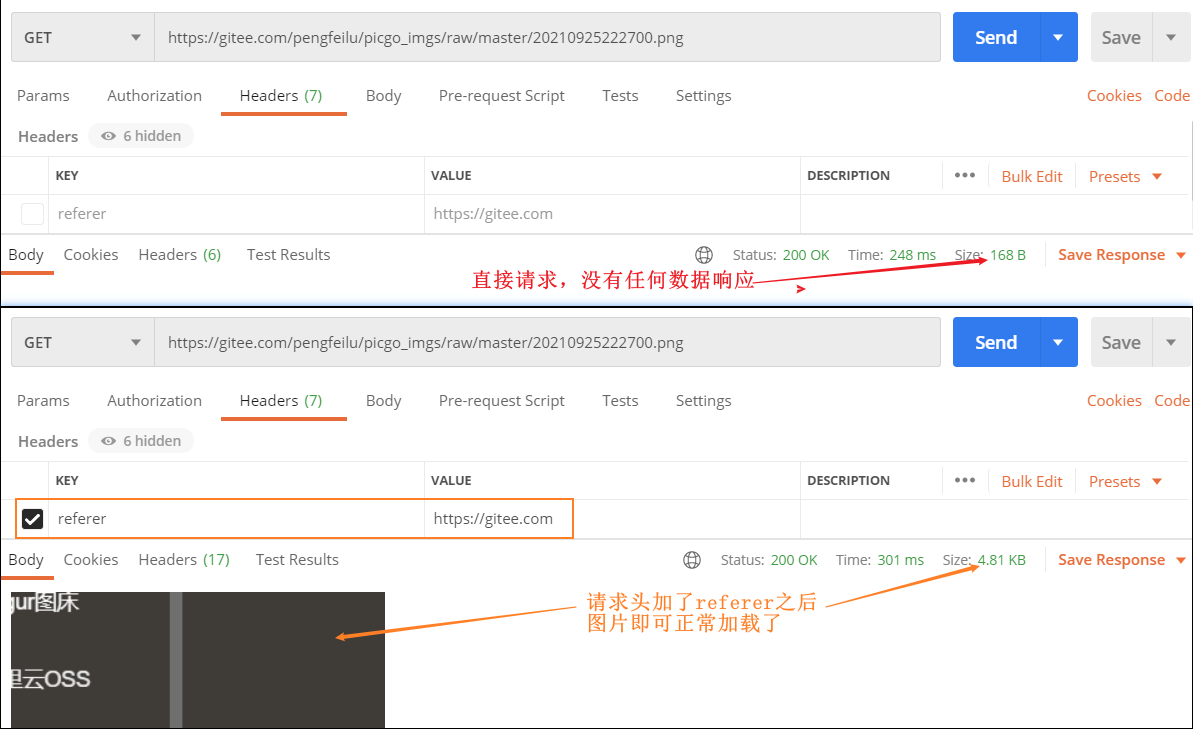 GET https://gitee.com/pengfeilu/picgo_imgs/raw/master/20210925222700.png Send Save
Params Authorization Headers (7) Body Pre-request Script Tests Settings Cookies Code
Headers 6 hidden
KEY VALUE DESCRIPTION ••• Bulk Edit Presets
referer https://gitee.com
Body Cookies Headers (6) Test Results Status: 200 OK Time: 248 ms Size: 168 B Save Response
直接请求，没有任何数据响应
GET https://gitee.com/pengfeilu/picgo_imgs/raw/master/20210925222700.png Send Save
Params Authorization Headers (7) Body Pre-request Script Tests Settings Cookies Code
Headers 6 hidden
KEY VALUE DESCRIPTION ••• Bulk Edit Presets
referer https://gitee.com
Body Cookies Headers (17) Test Results Status: 200 OK Time: 301 ms Size: 4.81 KB Save Response
gur图床
请求头加了referer之后
图片即可正常加载了
里云OSS